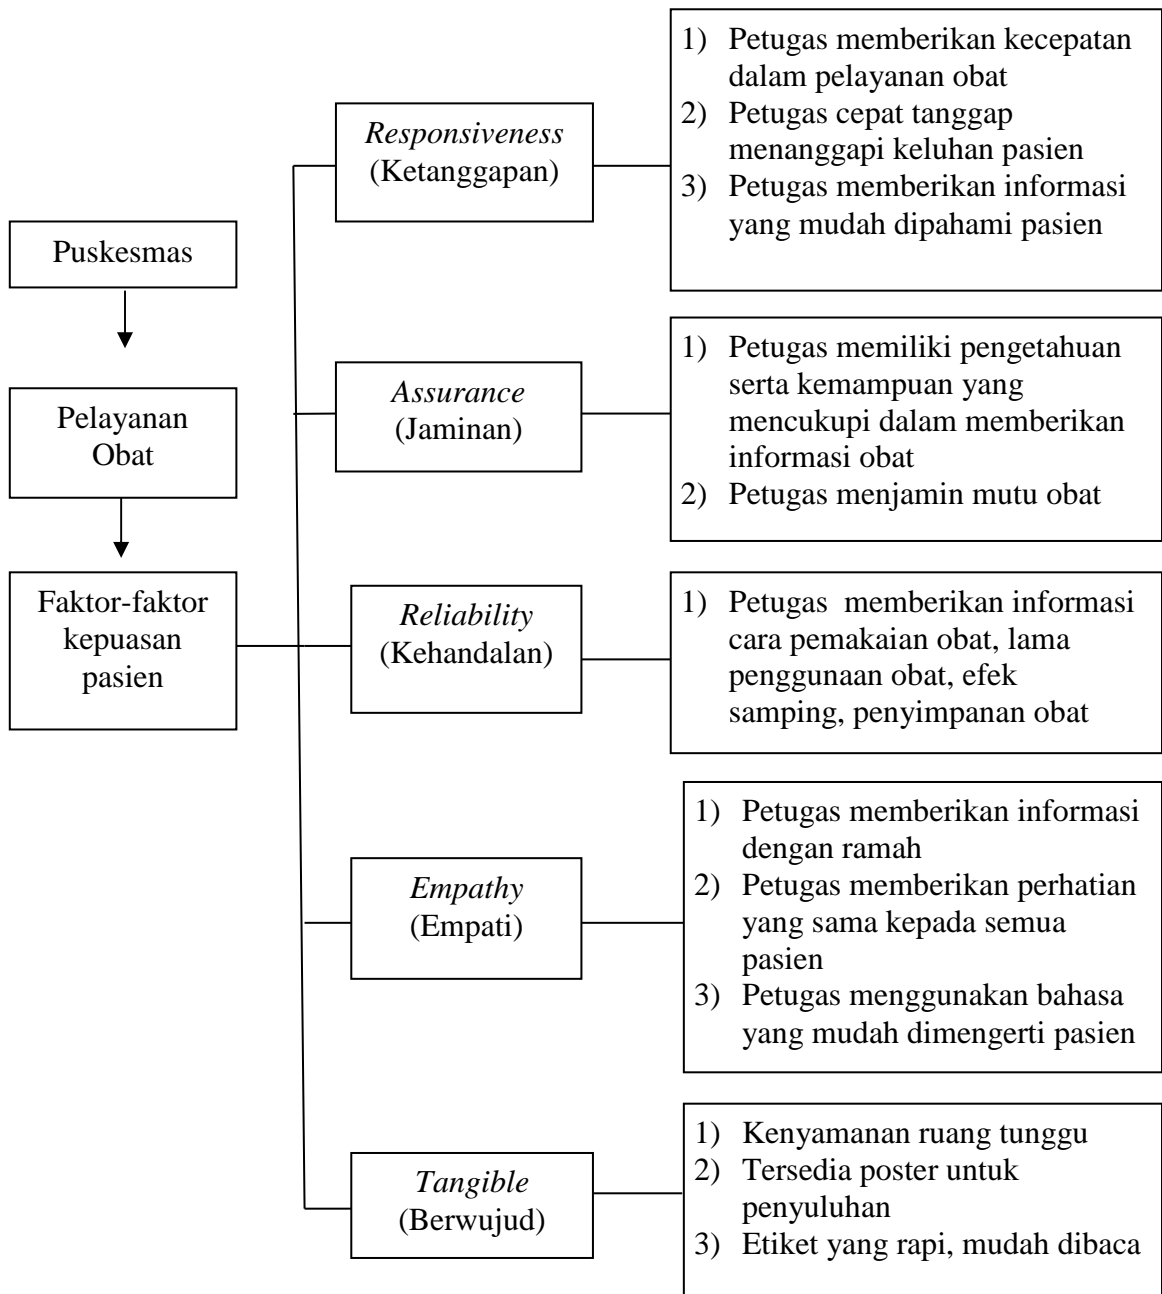 Puskesmas
Pelayanan
Obat
Faktor-faktor
kepuasan
pasien
Responsiveness
(Ketanggapan)
1) Petugas memberikan kecepatan
dalam pelayanan obat
2) Petugas cepat tanggap
menanggapi keluhan pasien
3) Petugas memberikan informasi
yang mudah dipahami pasien
Assurance
(Jaminan)
1) Petugas memiliki pengetahuan
serta kemampuan yang
mencukupi dalam memberikan
informasi obat
2) Petugas menjamin mutu obat
Reliability
(Kehandalan)
1) Petugas memberikan informasi
cara pemakaian obat, lama
penggunaan obat, efek
samping, penyimpanan obat
Empathy
(Empati)
1) Petugas memberikan informasi
dengan ramah
2) Petugas memberikan perhatian
yang sama kepada semua
pasien
3) Petugas menggunakan bahasa
yang mudah dimengerti pasien
Tangible
(Berwujud)
1) Kenyamanan ruang tunggu
2) Tersedia poster untuk
penyuluhan
3) Etiket yang rapi, mudah dibaca